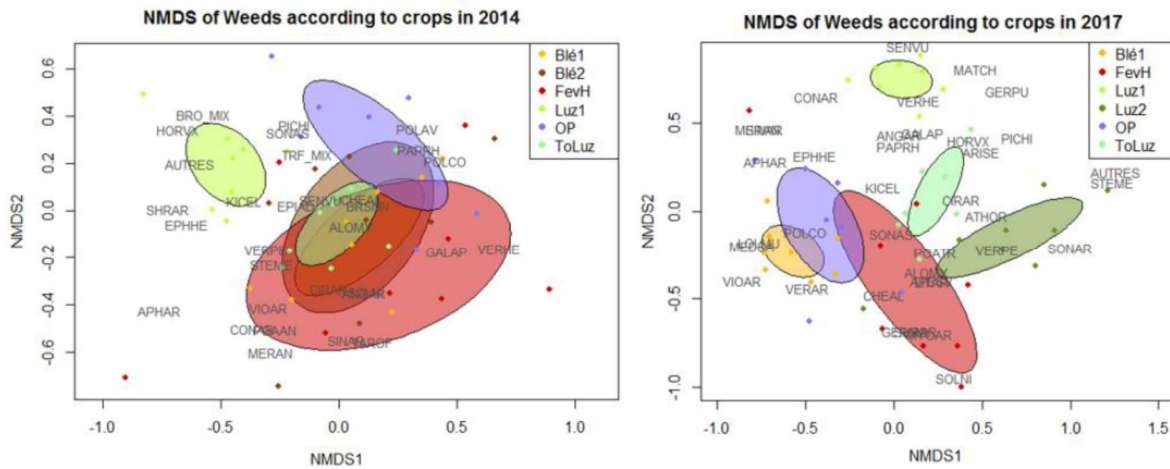 NMDS of Weeds according to crops in 2014
NMDS2
0.6
0.4
0.2
0.0
-0.2
-0.4
-0.6
-1.0
-0.5
0.0
0.5
1.0
NMDS1
Blé1
Blé2
FevH
Luz1
OP
ToLuz
BRO_MIX
HORVX
PICHI
SONAS
POLAV
AUTRES
TRF_MIX
PARRH
POLCO
KICEL
SENVU
SHRAR
EPHHE
ALOMY
VERPE
STEME
GALAP
VERHE
APHAR
VIOAR
MERAN
SINAR
NMDS of Weeds according to crops in 2017
NMDS2
0.5
0.0
-0.5
-1.0
-1.0
-0.5
0.0
0.5
1.0
1.5
NMDS1
Blé1
FevH
Luz1
Luz2
OP
ToLuz
SENVU
MATCH
CONAR
VERHE
GERPU
GALAP
HORVX
PICHI
PAPRH
ARISE
APHAR
EPHHE
KICEL
AUTRES
STEME
CIRAR
ATHOR
POLCO
SONAS
VERPE
SONAR
POATR
VIOAR
VERAR
ALOMY
CHEAL
SOLNI